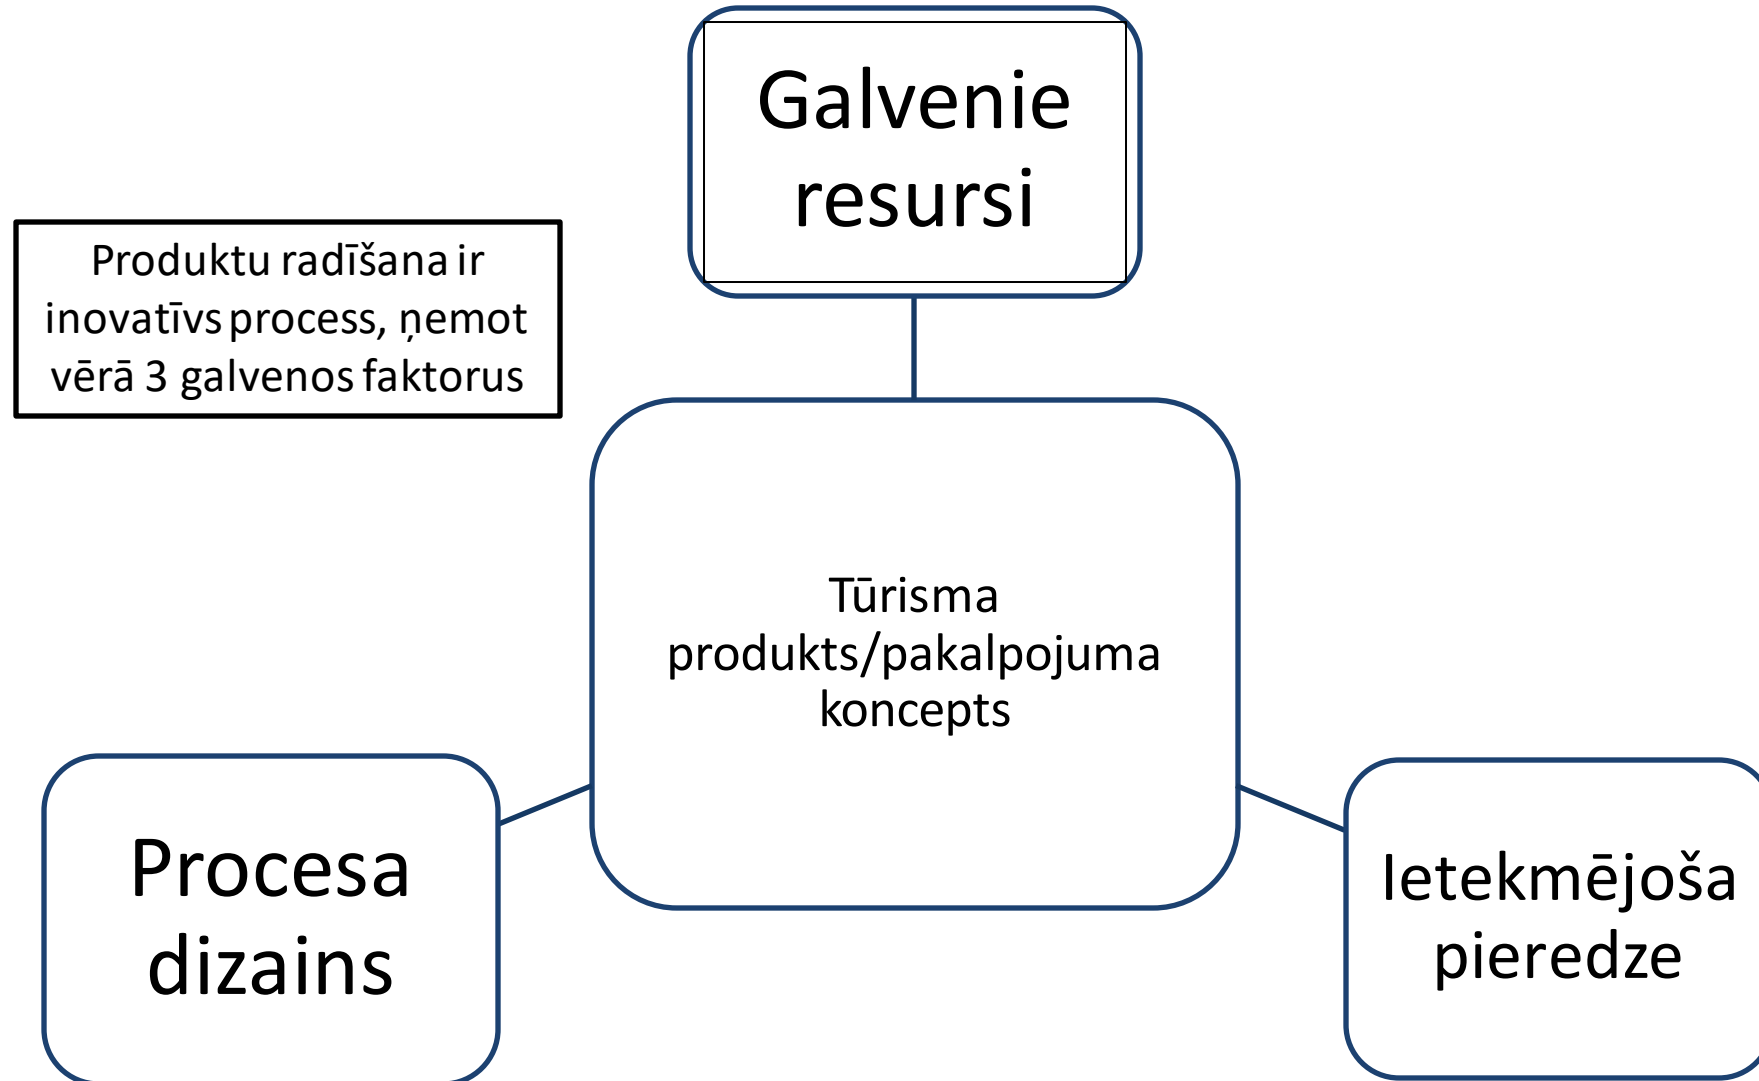 Galvenie
resursi
Produktu radīšana ir
inovatīvs process, ņemot
vērā 3 galvenos faktorus
Tūrisma
produkts/pakalpojuma
koncepts
Procesa
dizains
Ietekmējoša
pieredze